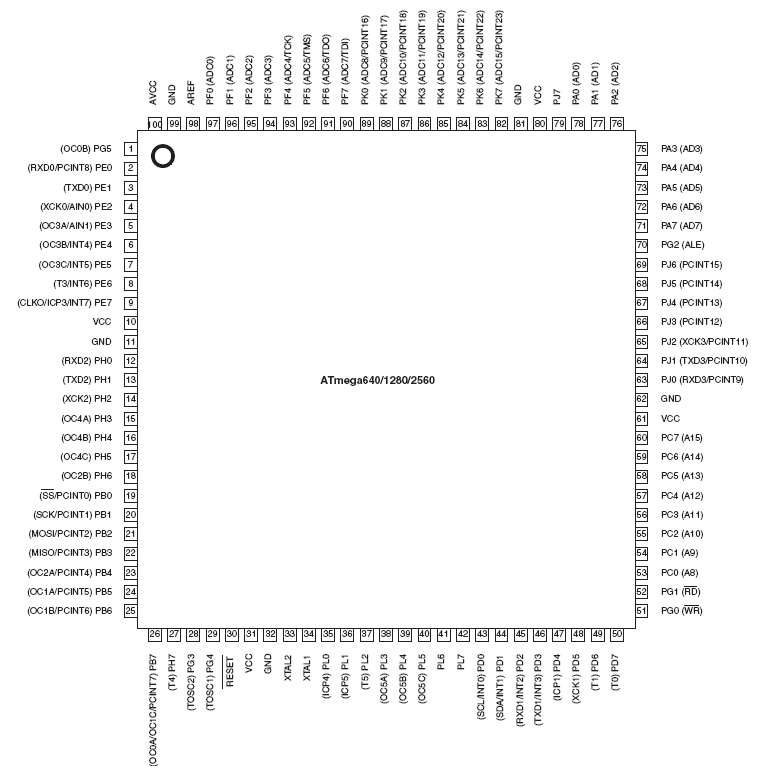 AVCC
GND
AREF
PF0 (ADC0)
PF1 (ADC1)
PF2 (ADC2)
PF3 (ADC3)
PF4 (ADC4/TCK)
PF5 (ADC5/TMS)
PF6 (ADC6/TDO)
PF7 (ADC7/TDI)
PK0 (ADC8/PCINT16)
PK1 (ADC9/PCINT17)
PK2 (ADC10/PCINT18)
PK3 (ADC11/PCINT19)
PK4 (ADC12/PCINT20)
PK5 (ADC13/PCINT21)
PK6 (ADC14/PCINT22)
PK7 (ADC15/PCINT23)
GND
VCC
PJ7
PA0 (AD0)
PA1 (AD1)
PA2 (AD2)
100 99 98 97 96 95 94 93 92 91 90 89 88 87 86 85 84 83 82 81 80 79 78 77 76
(OC0B) PG5 1
(RXD0/PCINT8) PE0 2
(TXD0) PE1 3
(XCK0/AIN0) PE2 4
(OC3A/AIN1) PE3 5
(OC3B/INT4) PE4 6
(OC3C/INT5) PE5 7
(T3/INT6) PE6 8
(CLKO/ICP3/INT7) PE7 9
VCC 10
GND 11
(RXD2) PH0 12
(TXD2) PH1 13
(XCK2) PH2 14
(OC4A) PH3 15
(OC4B) PH4 16
(OC4C) PH5 17
(OC2B) PH6 18
(SS/PCINT0) PB0 19
(SCK/PCINT1) PB1 20
(MOSI/PCINT2) PB2 21
(MISO/PCINT3) PB3 22
(OC2A/PCINT4) PB4 23
(OC1A/PCINT5) PB5 24
(OC1B/PCINT6) PB6 25
ATmega640/1280/2560
75 PA3 (AD3)
74 PA4 (AD4)
73 PA5 (AD5)
72 PA6 (AD6)
71 PA7 (AD7)
70 PG2 (ALE)
69 PJ6 (PCINT15)
68 PJ5 (PCINT14)
67 PJ4 (PCINT13)
66 PJ3 (PCINT12)
65 PJ2 (XCK3/PCINT11)
64 PJ1 (TXD3/PCINT10)
63 PJ0 (RXD3/PCINT9)
62 GND
61 VCC
60 PC7 (A15)
59 PC6 (A14)
58 PC5 (A13)
57 PC4 (A12)
56 PC3 (A11)
55 PC2 (A10)
54 PC1 (A9)
53 PC0 (A8)
52 PG1 (RD)
51 PG0 (WR)
26 27 28 29 30 31 32 33 34 35 36 37 38 39 40 41 42 43 44 45 46 47 48 49 50
(OC0A/OC1C/PCINT7) PB7
(T4) PH7
(TOSC2) PG3
(TOSC1) PG4
RESET
VCC
GND
XTAL2
XTAL1
(ICP4) PL0
(ICP5) PL1
(T5) PL2
(OC5A) PL3
(OC5B) PL4
(OC5C) PL5
PL6
PL7
(SCL/INT0) PD0
(SDA/INT1) PD1
(RXD1/INT2) PD2
(TXD1/INT3) PD3
(ICP1) PD4
(XCK1) PD5
(T1) PD6
(T0) PD7